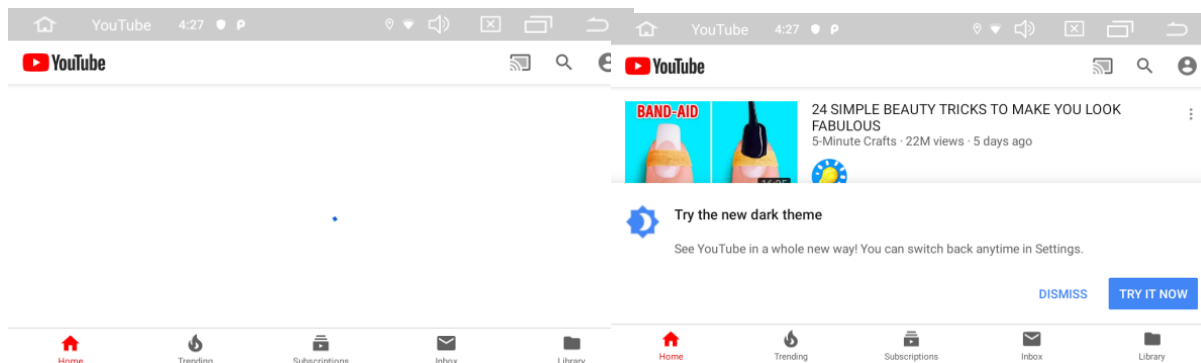 YouTube 4:27
YouTube
Home Trending Subscriptions Inbox Library
YouTube 4:27
YouTube
BAND-AID
24 SIMPLE BEAUTY TRICKS TO MAKE YOU LOOK
FABULOUS
5-Minute Crafts · 22M views · 5 days ago
Try the new dark theme
See YouTube in a whole new way! You can switch back anytime in Settings.
DISMISS TRY IT NOW
Home Trending Subscriptions Inbox Library